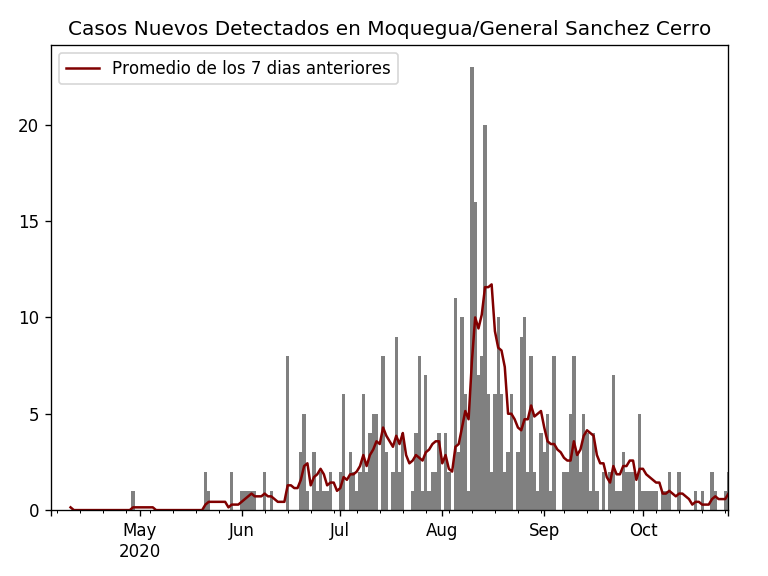 Casos Nuevos Detectados en Moquegua/General Sanchez Cerro
Promedio de los 7 dias anteriores
20
15
10
5
0
May Jun Jul Aug Sep Oct
2020